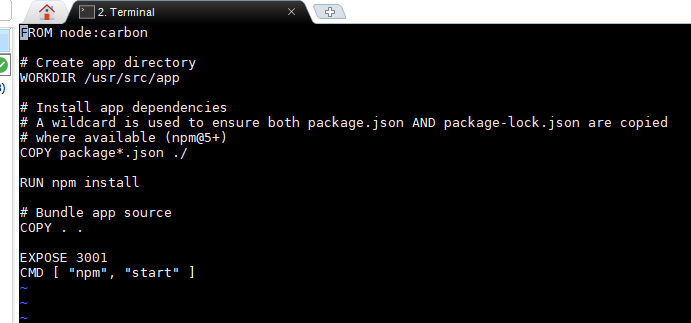 2. Terminal
3)
FROM node:carbon
# Create app directory
WORKDIR /usr/src/app
# Install app dependencies
# A wildcard is used to ensure both package.json AND package-lock.json are copied
# where available (npm@5+)
COPY package*.json ./
RUN npm install
# Bundle app source
COPY . .
EXPOSE 3001
CMD [ "npm", "start" ]
~
~
~